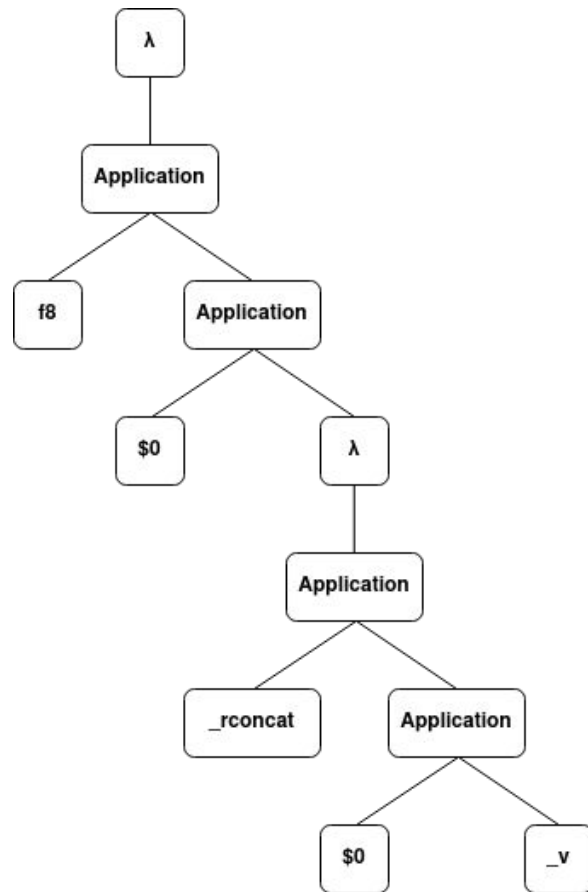 λ
Application
f8
Application
$0
λ
Application
_rconcat
Application
$0
_v